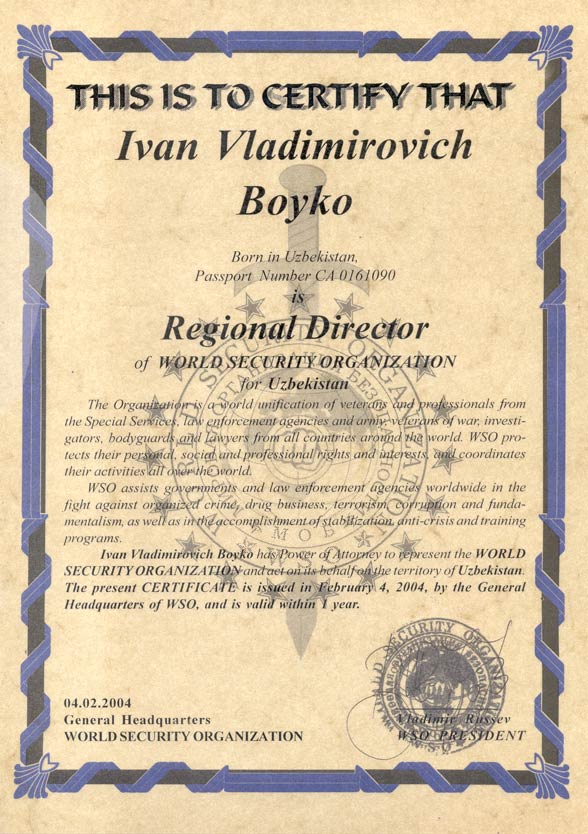 THIS IS TO CERTIFY THAT
Ivan Vladimirovich
Boyko
Born in Uzbekistan,
Passport Number CA 0161090
is
Regional Director
of WORLD SECURITY ORGANIZATION
for Uzbekistan
The Organization is a world unification of veterans and professionals from
the Special Services, law enforcement agencies and army, veterans of war, investi-
gators, bodyguards and lawyers from all countries around the world. WSO pro-
tects their personal, social and professional rights and interests, and coordinates
their activities all over the world.
WSO assists governments and law enforcement agencies worldwide in the
fight against organized crime, drug business, terrorism, corruption and funda-
mentalism, as well as in the accomplishment of stabilization, anti-crisis and training
programs.
Ivan Vladimirovich Boyko has Power of Attorney to represent the WORLD
SECURITY ORGANIZATION and act on its behalf on the territory of Uzbekistan.
The present CERTIFICATE is issued in February 4, 2004, by the General
Headquarters of WSO, and is valid within 1 year.
WORLD SECURITY ORGANIZATION
04.02.2004
General Headquarters
WORLD SECURITY ORGANIZATION
Vladimir Russev
WSO PRESIDENT